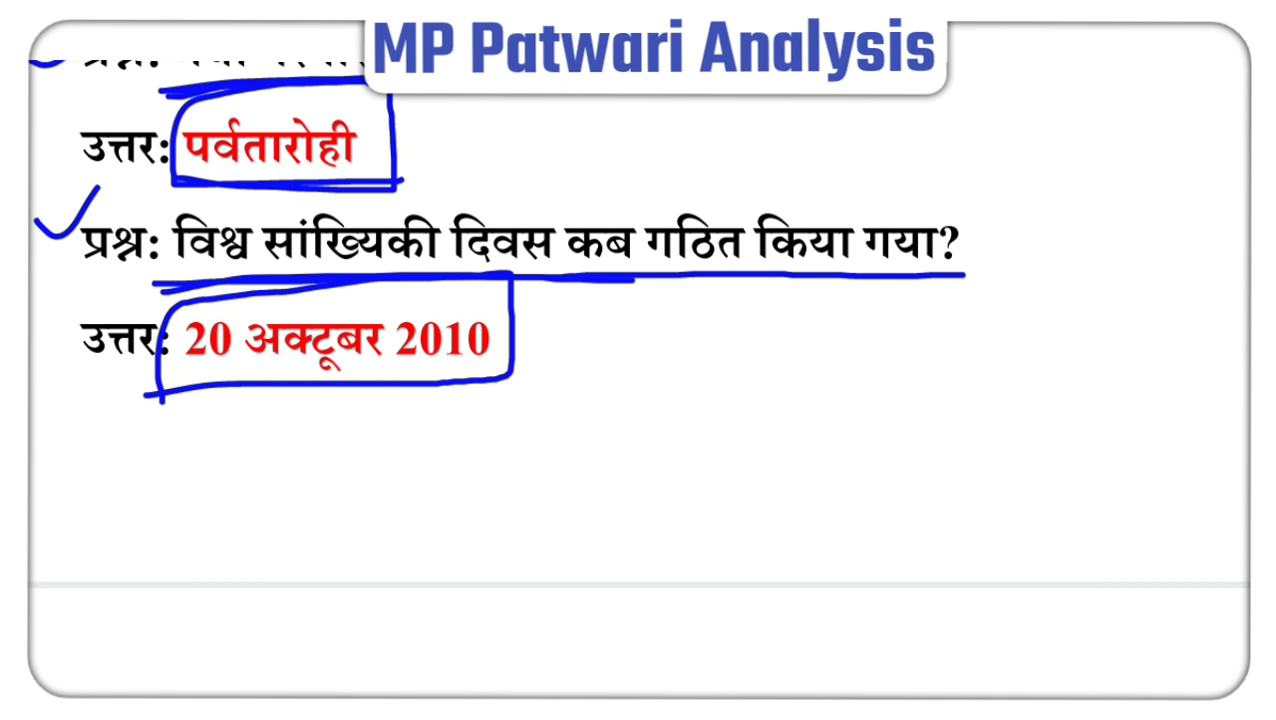 MP Patwari Analysis
उत्तर: पर्वतारोही
प्रश्न: विश्व सांख्यिकी दिवस कब गठित किया गया?
उत्तर: 20 अक्टूबर 2010